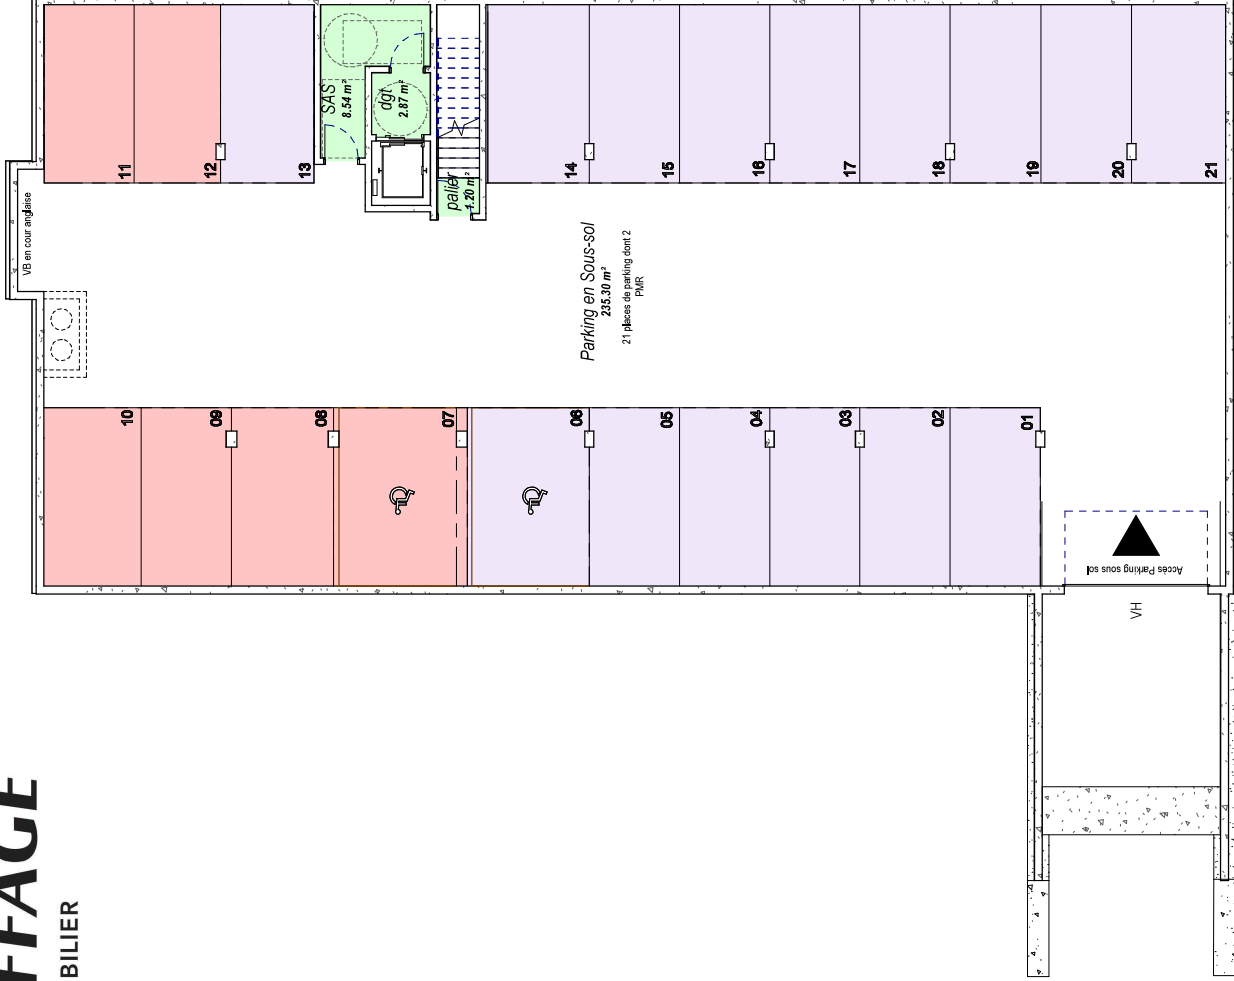 11
12
13
SAS
8.54 m²
dgt
2.87 m²
palier
1.20 m²
14
15
16
17
18
19
20
21
VB en cour anglaise
Parking en Sous-sol
235.30 m²
21 places de parking dont 2
PMR
10
09
08
07
06
05
04
03
02
01
Accès Parking sous sol
VH
FFAGE
BILIER